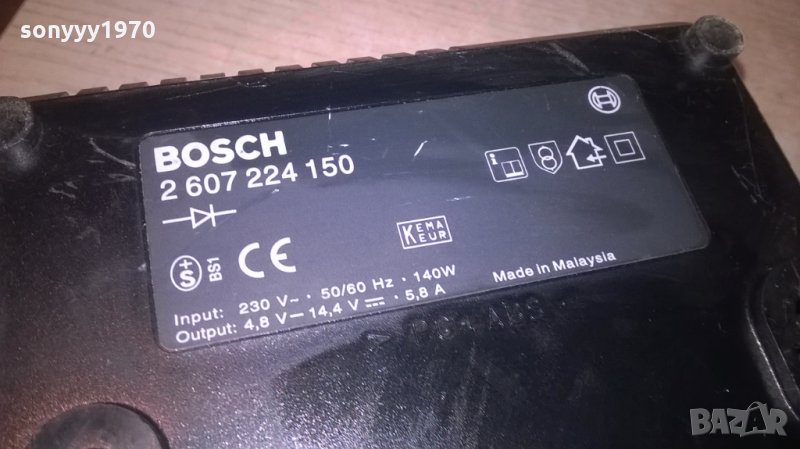 sonyyy1970
BOSCH
2 607 224 150
i
S
BS1
CE
KEMA
KEUR
Input: 230 V~ · 50/60 Hz · 140W
Output: 4,8 V – 14,4 V ⎓ · 5,8 A
Made in Malaysia
BAZAR